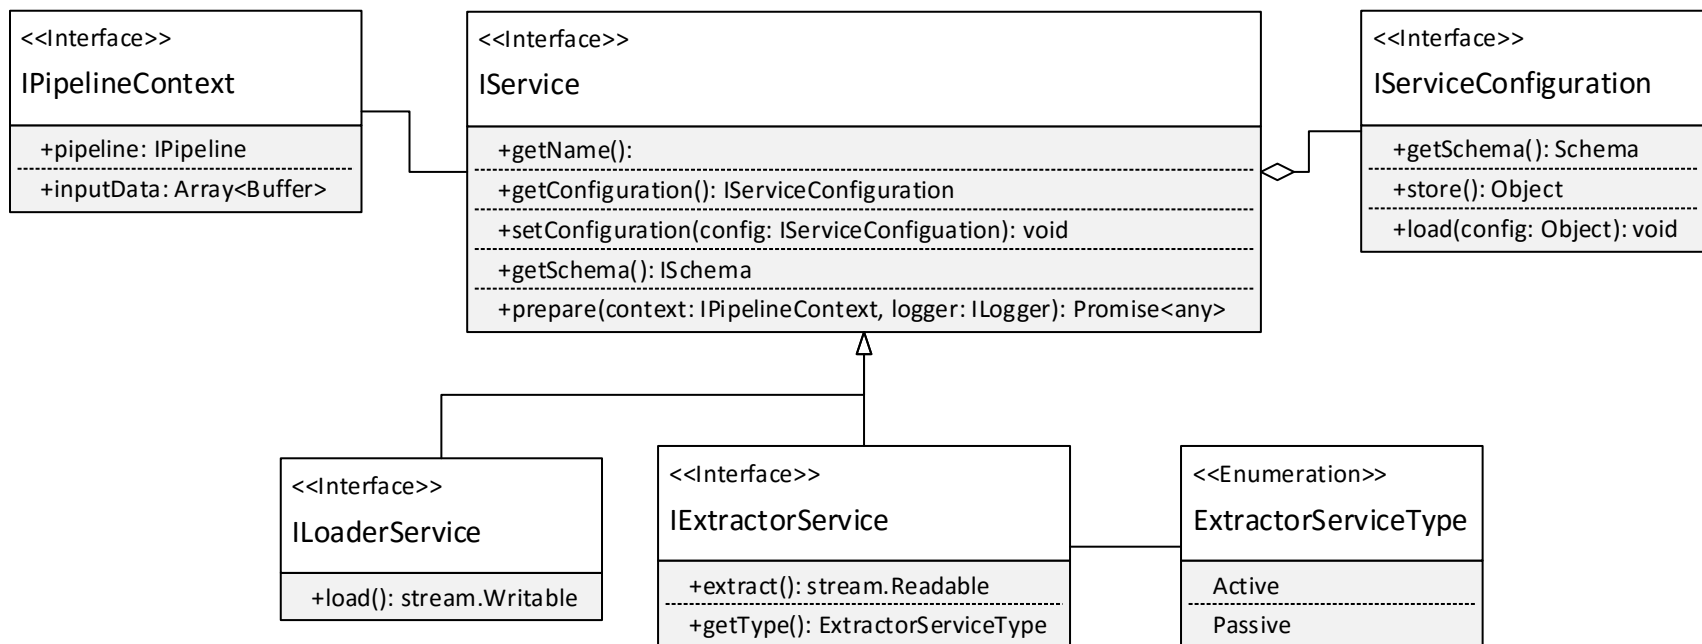 <<Interface>>
IPipelineContext
+pipeline: IPipeline
+inputData: Array<Buffer>
<<Interface>>
IService
+getName():
+getConfiguration(): IServiceConfiguration
+setConfiguration(config: IServiceConfiguation): void
+getSchema(): ISchema
+prepare(context: IPipelineContext, logger: ILogger): Promise<any>
<<Interface>>
IServiceConfiguration
+getSchema(): Schema
+store(): Object
+load(config: Object): void
<<Interface>>
ILoaderService
+load(): stream.Writable
<<Interface>>
IExtractorService
+extract(): stream.Readable
+getType(): ExtractorServiceType
<<Enumeration>>
ExtractorServiceType
Active
Passive